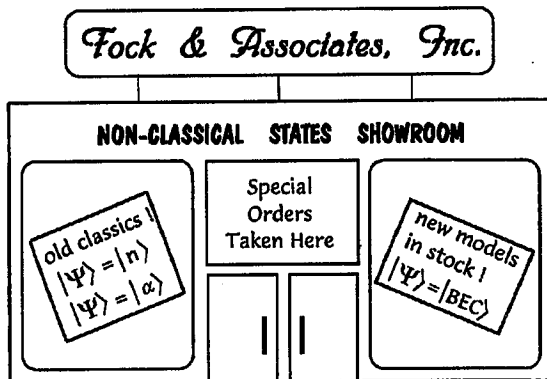 Fock & Associates, Inc.
NON-CLASSICAL STATES SHOWROOM
old classics !
|Ψ⟩ = |n⟩
|Ψ⟩ = |α⟩
Special
Orders
Taken Here
new models
in stock !
|Ψ⟩ = |BEC⟩